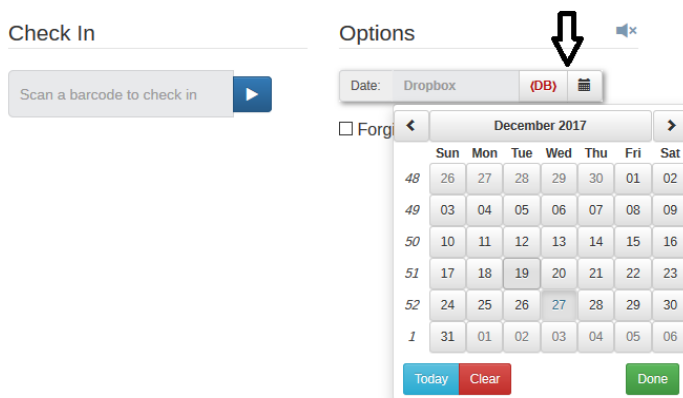 Check In
Options
Scan a barcode to check in
Date: Dropbox (DB)
Forgi
December 2017
Sun Mon Tue Wed Thu Fri Sat
48 26 27 28 29 30 01 02
49 03 04 05 06 07 08 09
50 10 11 12 13 14 15 16
51 17 18 19 20 21 22 23
52 24 25 26 27 28 29 30
1 31 01 02 03 04 05 06
Today Clear Done